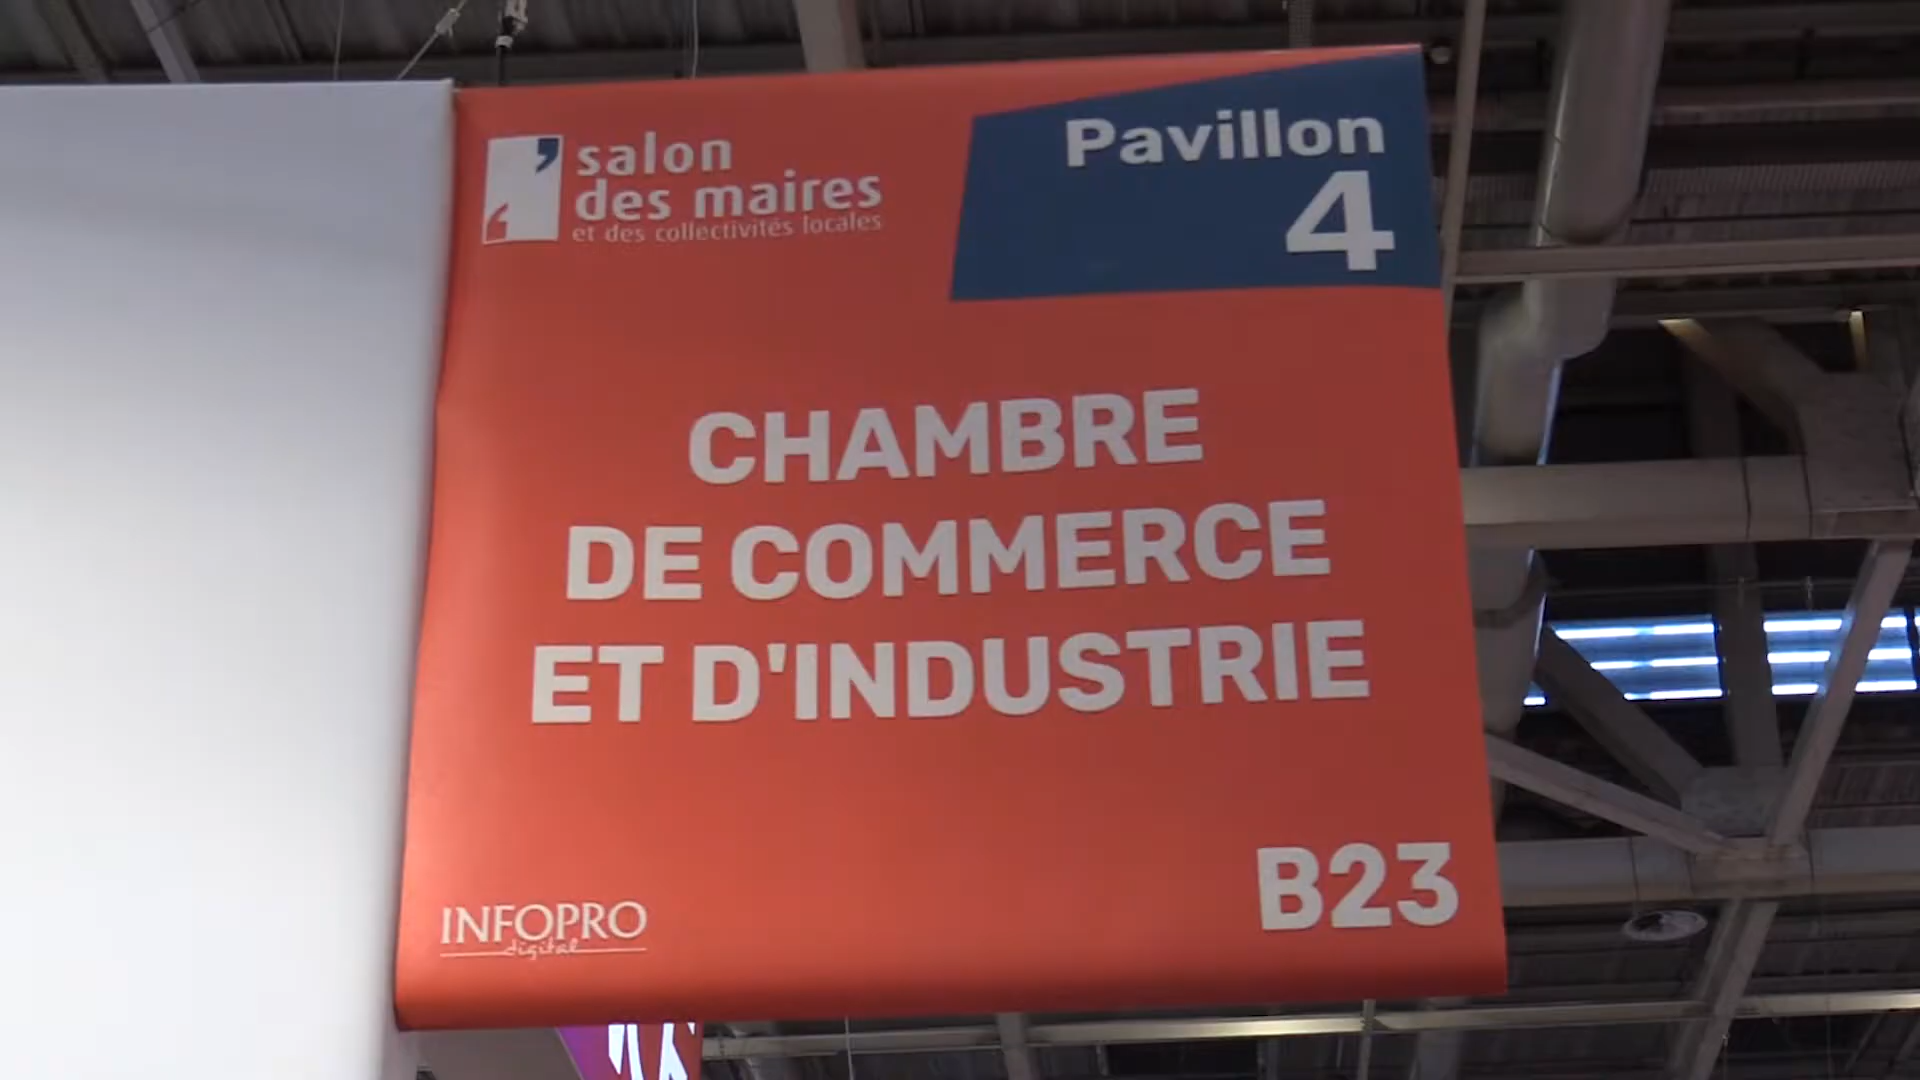 salon
des maires
et des collectivités locales
Pavillon
4
CHAMBRE
DE COMMERCE
ET D'INDUSTRIE
B23
INFOPRO
digital